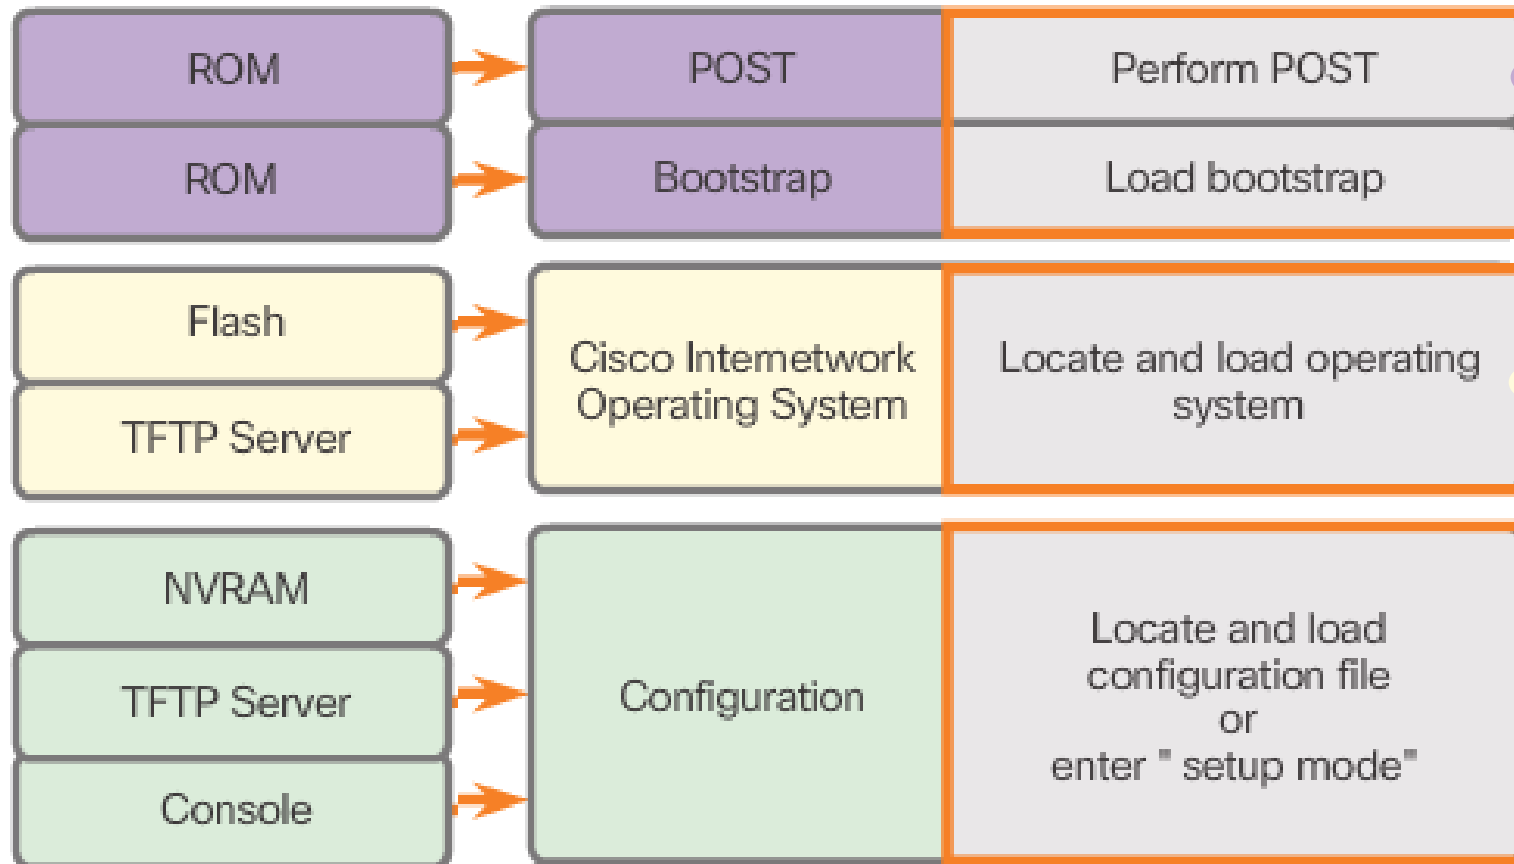 ROM
POST
Perform POST
ROM
Bootstrap
Load bootstrap
Flash
TFTP Server
Cisco Internetwork
Operating System
Locate and load operating
system
NVRAM
TFTP Server
Console
Configuration
Locate and load
configuration file
or
enter " setup mode"